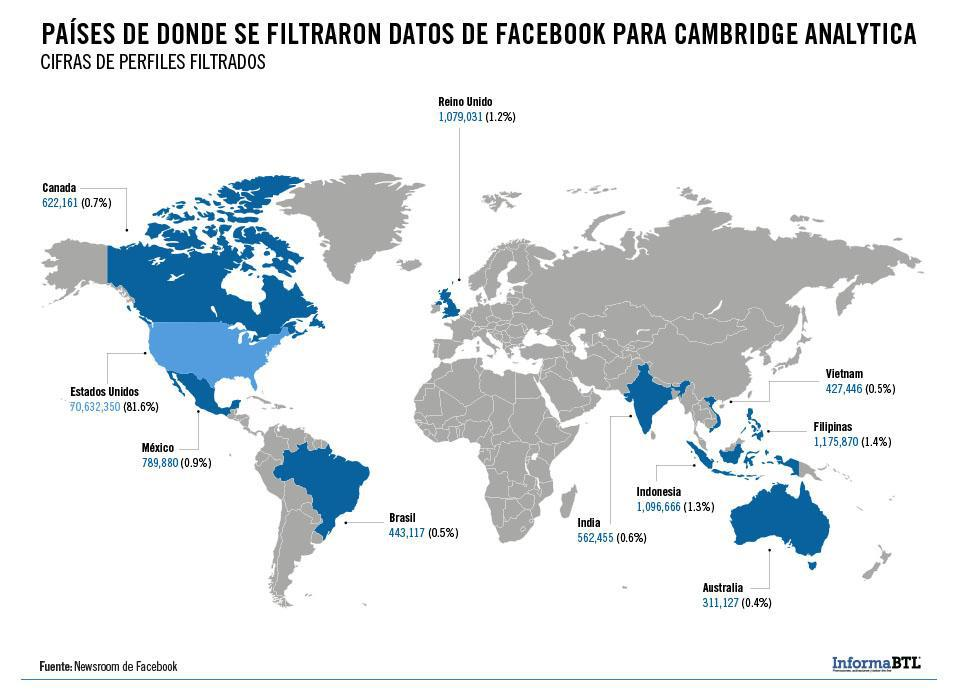 PAÍSES DE DONDE SE FILTRARON DATOS DE FACEBOOK PARA CAMBRIDGE ANALYTICA
CIFRAS DE PERFILES FILTRADOS
Reino Unido
1,079,031 (1.2%)
Canada
622,161 (0.7%)
Estados Unidos
70,632,350 (81.6%)
México
789,880 (0.9%)
Brasil
443,117 (0.5%)
Vietnam
427,446 (0.5%)
Filipinas
1,175,870 (1.4%)
Indonesia
1,096,666 (1.3%)
India
562,455 (0.6%)
Australia
311,127 (0.4%)
Fuente: Newsroom de Facebook
InformaBTL